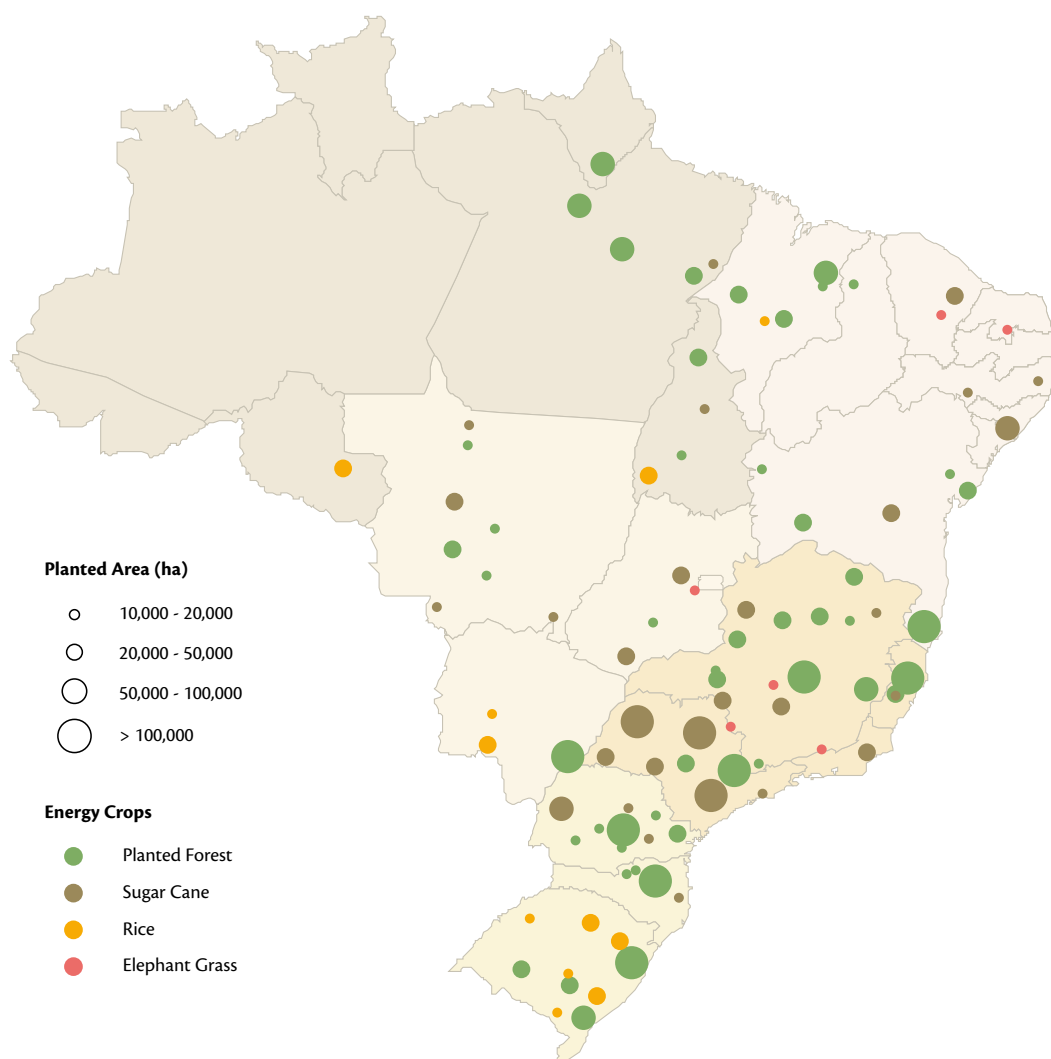 Planted Area (ha)
10,000 - 20,000
20,000 - 50,000
50,000 - 100,000
> 100,000
Energy Crops
Planted Forest
Sugar Cane
Rice
Elephant Grass